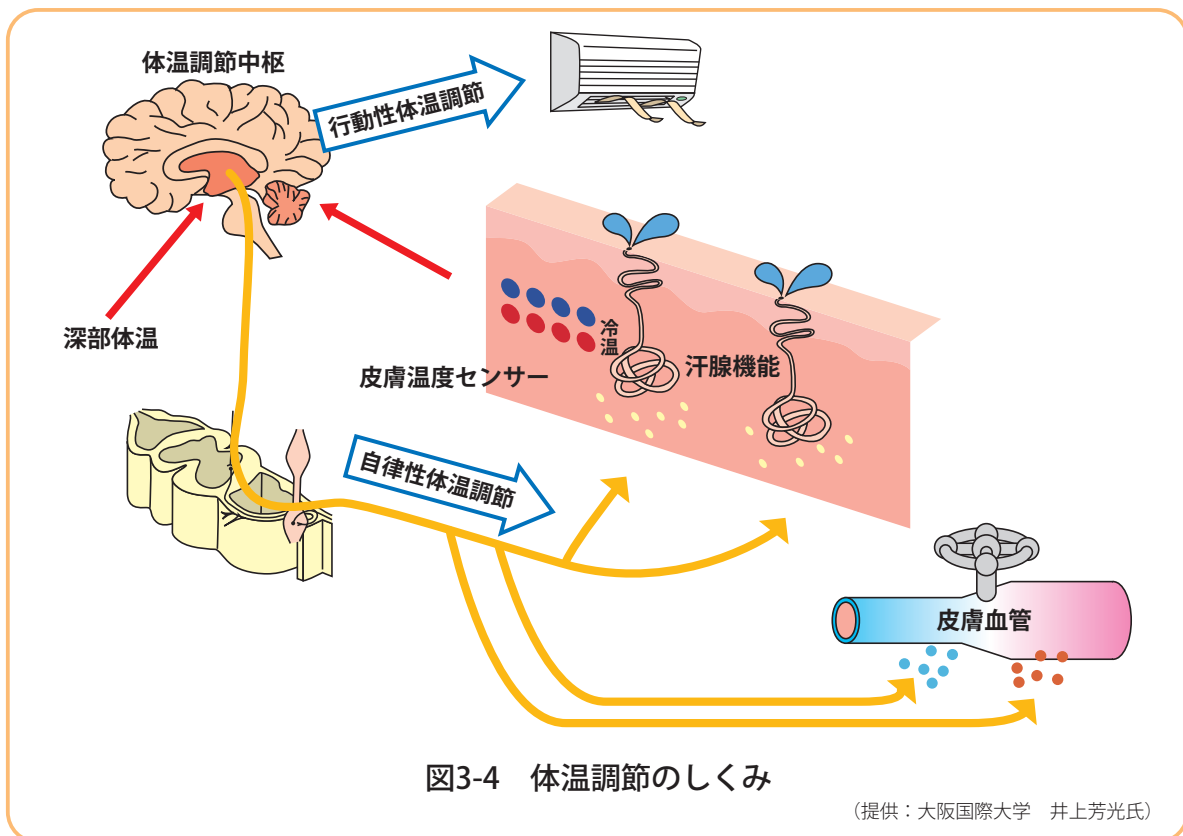 体温調節中枢
行動性体温調節
深部体温
冷
温
皮膚温度センサー
汗腺機能
自律性体温調節
皮膚血管
図3-4　体温調節のしくみ
（提供：大阪国際大学　井上芳光氏）